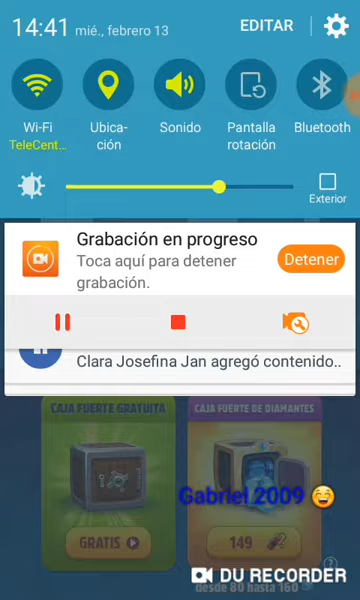 14:41 mié., febrero 13 EDITAR
Wi-Fi
TeleCent...
Ubica-
ción
Sonido
Pantalla
rotación
Bluetooth
Exterior
Grabación en progreso
Toca aquí para detener
grabación.
Detener
Clara Josefina Jan agregó contenido..
CAJA FUERTE GRATUITA
CAJA FUERTE DE DIAMANTES
Gabriel 2009 😅
GRATIS
149
desde 80 hasta 160
DU RECORDER